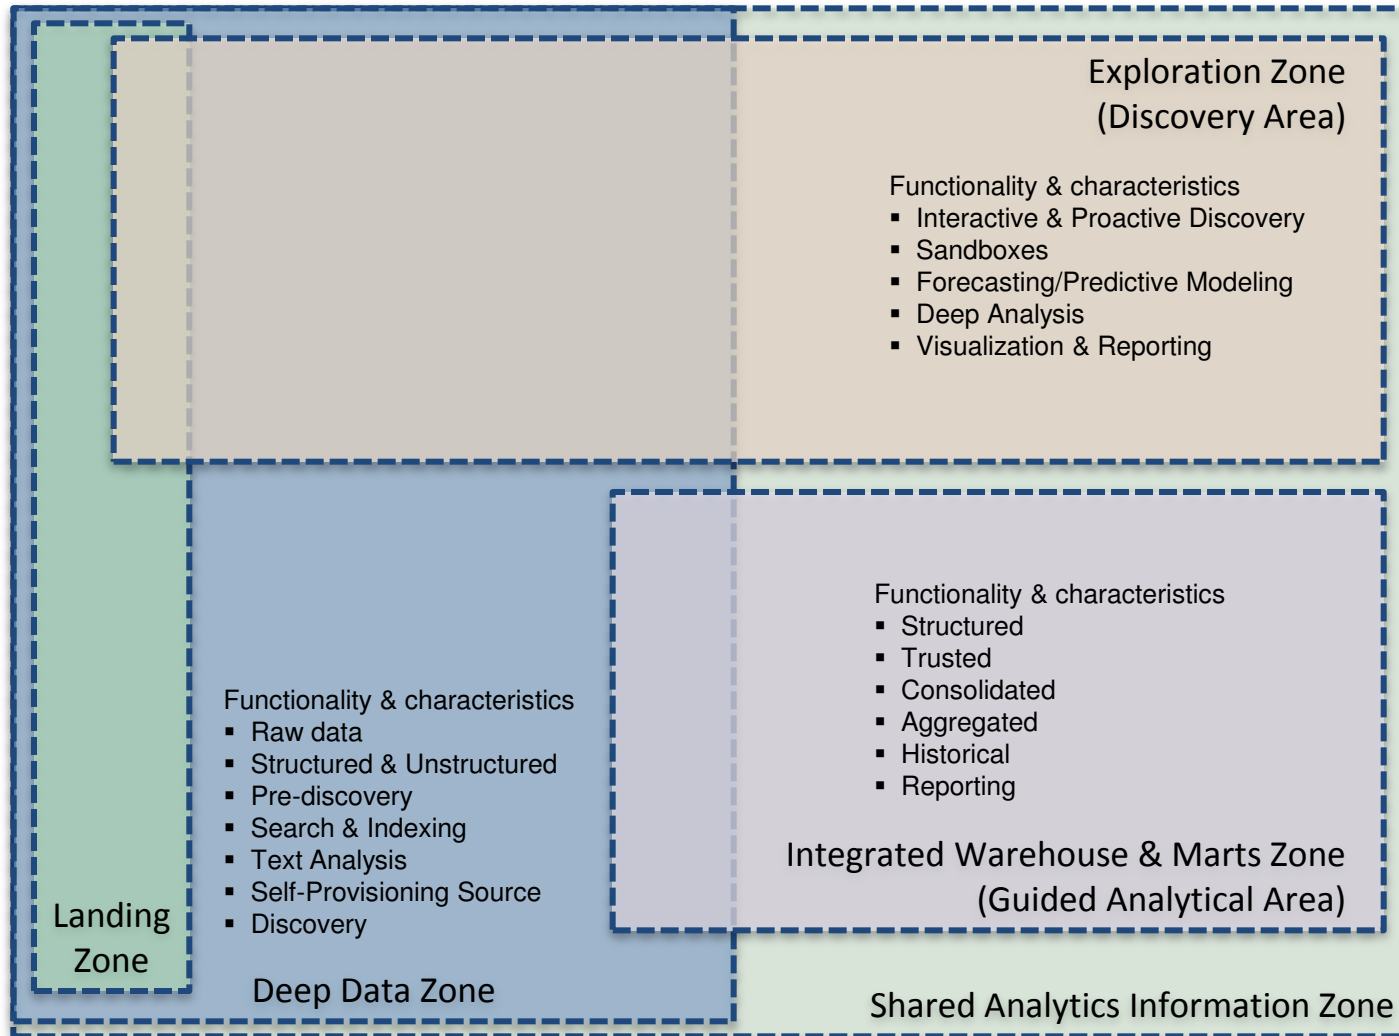 Exploration Zone
(Discovery Area)
Functionality & characteristics
▪ Interactive & Proactive Discovery
▪ Sandboxes
▪ Forecasting/Predictive Modeling
▪ Deep Analysis
▪ Visualization & Reporting
Functionality & characteristics
▪ Structured
▪ Trusted
▪ Consolidated
▪ Aggregated
▪ Historical
▪ Reporting
Integrated Warehouse & Marts Zone
(Guided Analytical Area)
Functionality & characteristics
▪ Raw data
▪ Structured & Unstructured
▪ Pre-discovery
▪ Search & Indexing
▪ Text Analysis
▪ Self-Provisioning Source
▪ Discovery
Landing
Zone
Deep Data Zone
Shared Analytics Information Zone